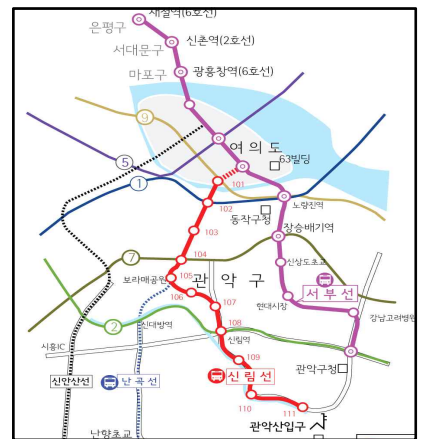 새절역(6호선)
은평구
서대문구
신촌역(2호선)
마포구
광흥창역(6호선)
9
여의도
63빌딩
5
1
101
102
노량진역
동작구청
103
장승배기역
7
104
신상도초교
보라매공원
105
관악구
106
107
현대시장
서부선
강남고려병원
2
신대방역
108
신림역
시흥IC
109
관악구청
신안산선
난곡선
신림선
110
111
관악산입구
난향초교